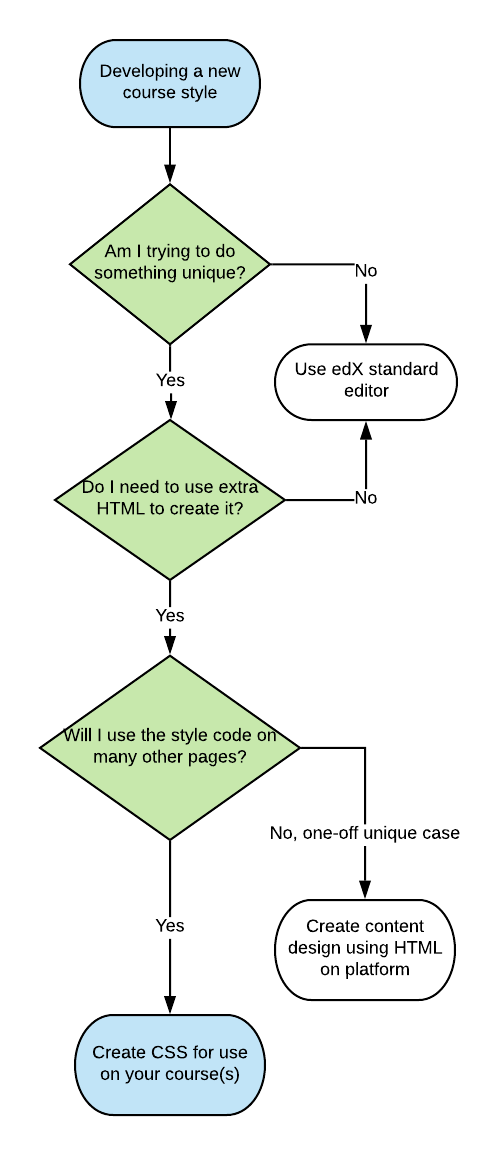 Developing a new
course style
Am I trying to do
something unique?
No
Use edX standard
editor
Yes
Do I need to use extra
HTML to create it?
No
Yes
Will I use the style code on
many other pages?
No, one-off unique case
Create content
design using HTML
on platform
Yes
Create CSS for use
on your course(s)